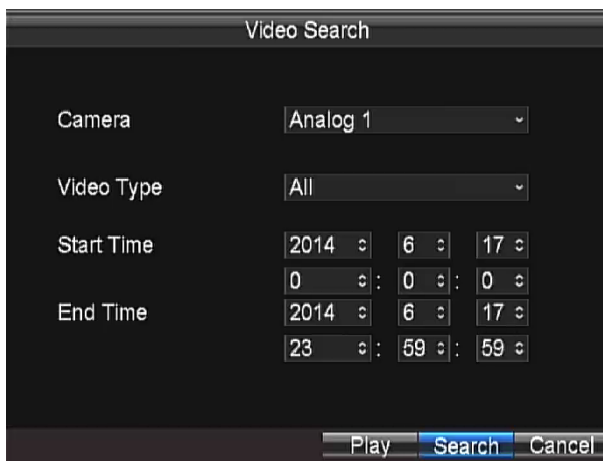 Video Search
Camera Analog 1
Video Type All
Start Time 2014 6 17
0 : 0 : 0
End Time 2014 6 17
23 : 59 : 59
Play Search Cancel